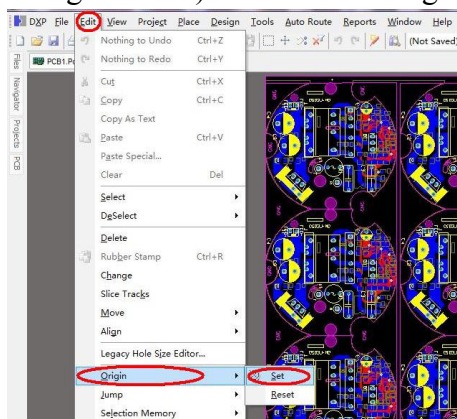 DXP File Edit View Project Place Design Tools Auto Route Reports Window Help
(Not Saved)
PCB1.Pc
Files
Navigator
Projects
PCB
Nothing to Undo Ctrl+Z
Nothing to Redo Ctrl+Y
Cut Ctrl+X
Copy Ctrl+C
Copy As Text
Paste Ctrl+V
Paste Special...
Clear Del
Select
DeSelect
Delete
Rubber Stamp Ctrl+R
Change
Slice Tracks
Move
Align
Legacy Hole Size Editor...
Origin Set
Jump Reset
Selection Memory